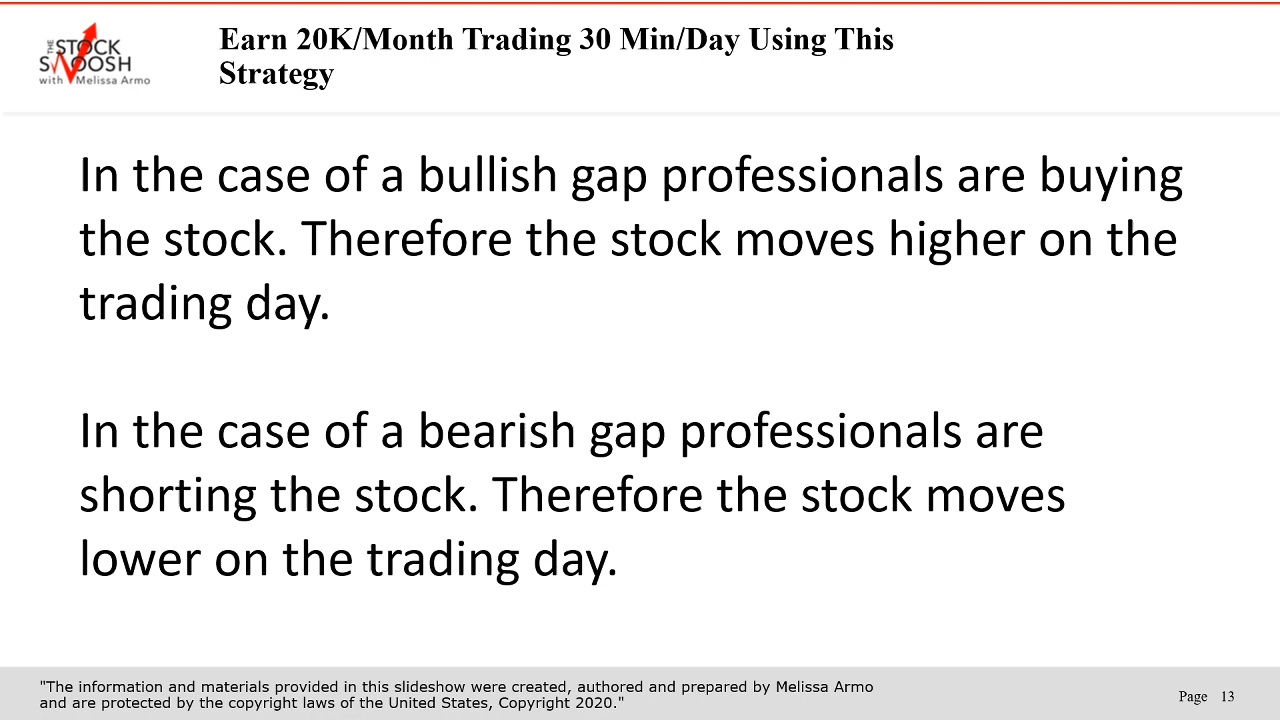 THE
STOCK
SWOOSH
with Melissa Armo
Earn 20K/Month Trading 30 Min/Day Using This
Strategy
In the case of a bullish gap professionals are buying
the stock. Therefore the stock moves higher on the
trading day.
In the case of a bearish gap professionals are
shorting the stock. Therefore the stock moves
lower on the trading day.
"The information and materials provided in this slideshow were created, authored and prepared by Melissa Armo
and are protected by the copyright laws of the United States, Copyright 2020."
Page 13